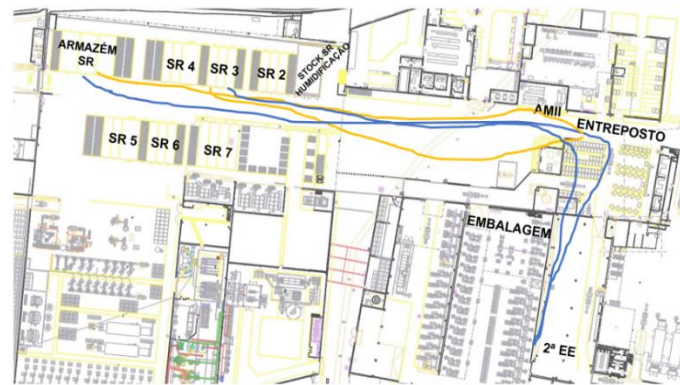 ARMAZÉM
SR
SR 4
SR 3
SR 2
STOCK SR
HUMIDIFICAÇÃO
AMII
ENTREPOSTO
SR 5
SR 6
SR 7
EMBALAGEM
2ª EE